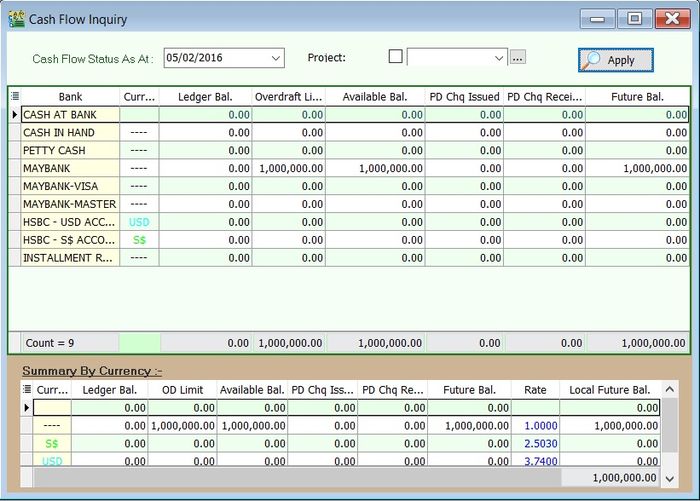 Cash Flow Inquiry
Cash Flow Status As At : 05/02/2016 Project: ... Apply
Bank Curr... Ledger Bal. Overdraft Li... Available Bal. PD Chq Issued PD Chq Recei... Future Bal.
CASH AT BANK 0.00 0.00 0.00 0.00 0.00 0.00
CASH IN HAND ---- 0.00 0.00 0.00 0.00 0.00 0.00
PETTY CASH ---- 0.00 0.00 0.00 0.00 0.00 0.00
MAYBANK ---- 0.00 1,000,000.00 1,000,000.00 0.00 0.00 1,000,000.00
MAYBANK-VISA ---- 0.00 0.00 0.00 0.00 0.00 0.00
MAYBANK-MASTER ---- 0.00 0.00 0.00 0.00 0.00 0.00
HSBC - USD ACC... USD 0.00 0.00 0.00 0.00 0.00 0.00
HSBC - S$ ACCO... S$ 0.00 0.00 0.00 0.00 0.00 0.00
INSTALLMENT R... ---- 0.00 0.00 0.00 0.00 0.00 0.00
Count = 9 0.00 1,000,000.00 1,000,000.00 0.00 0.00 1,000,000.00
Summary By Currency :-
Curr... Ledger Bal. OD Limit Available Bal. PD Chq Iss... PD Chq Re... Future Bal. Rate Local Future Bal.
0.00 0.00 0.00 0.00 0.00 0.00 0.00
---- 0.00 1,000,000.00 1,000,000.00 0.00 0.00 1,000,000.00 1.0000 1,000,000.00
S$ 0.00 0.00 0.00 0.00 0.00 0.00 2.5030 0.00
USD 0.00 0.00 0.00 0.00 0.00 0.00 3.7400 0.00
1,000,000.00